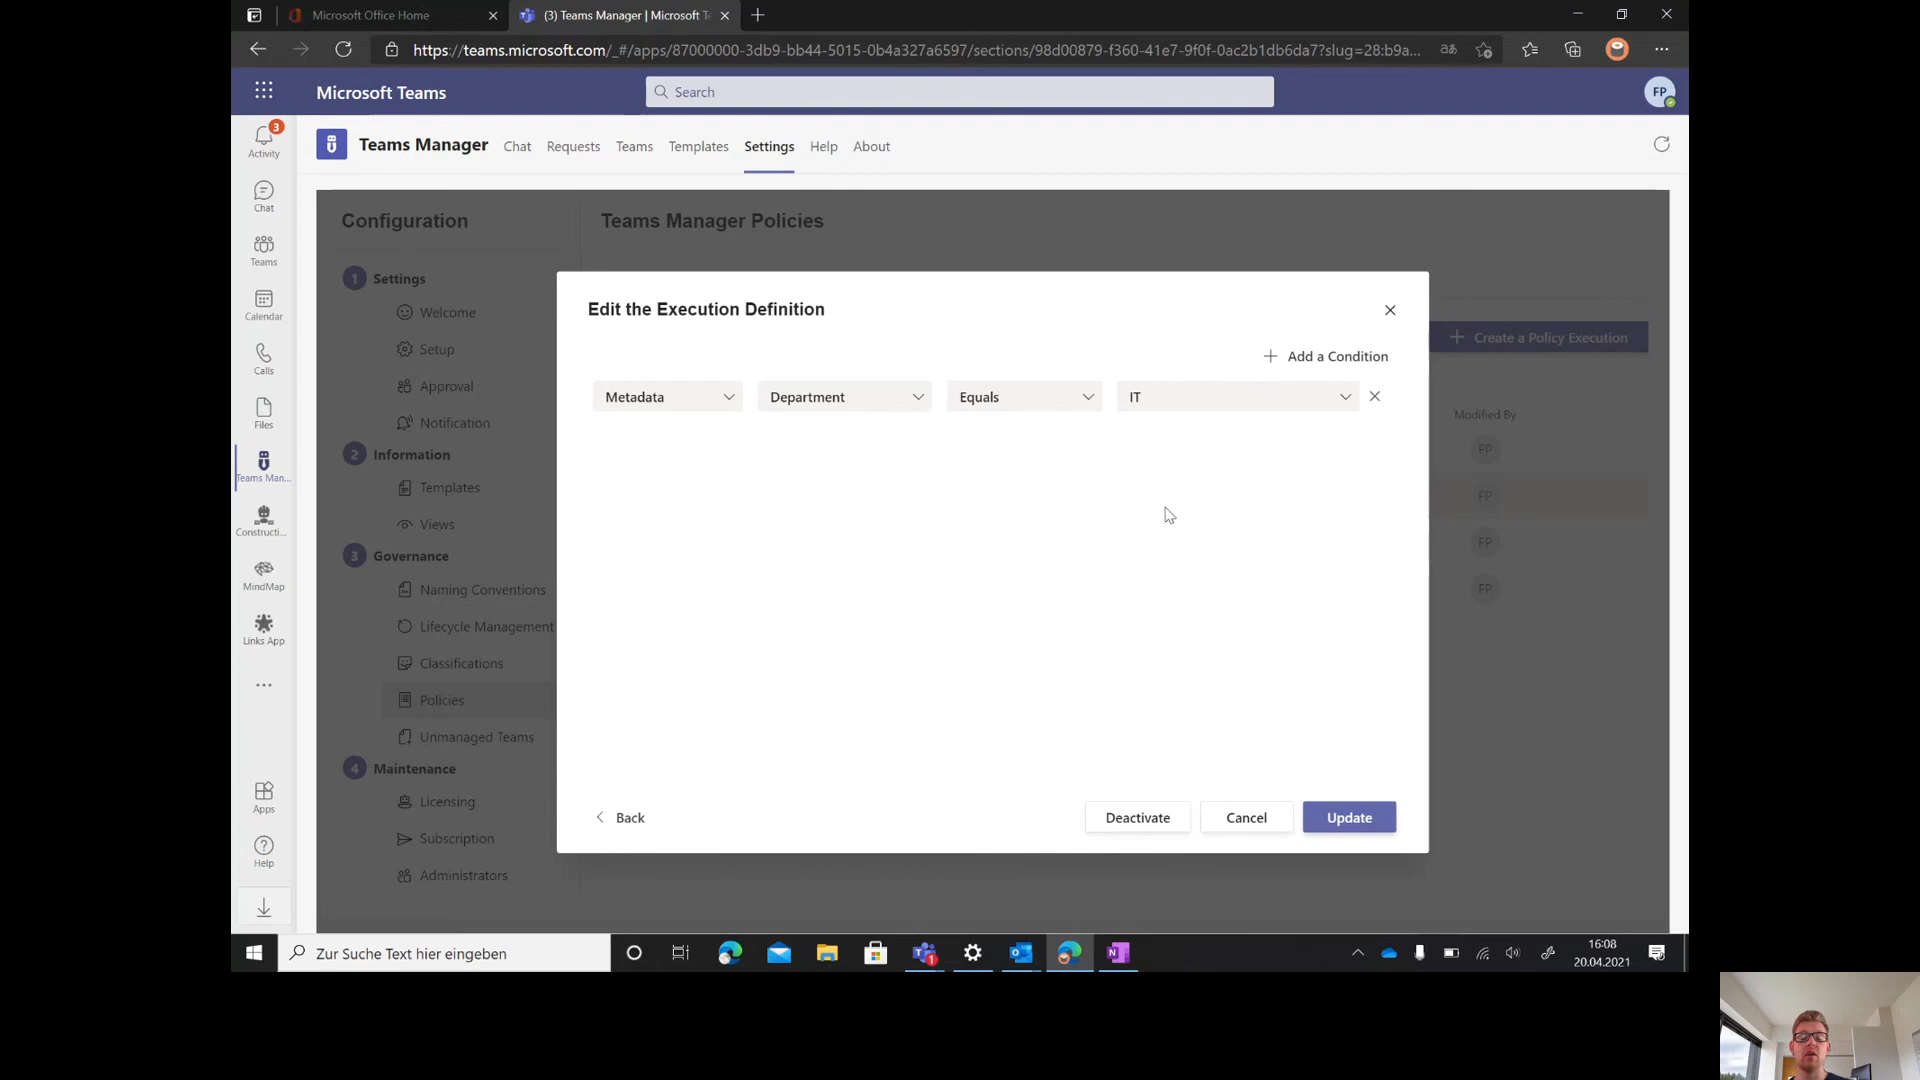 Microsoft Office Home
(3) Teams Manager | Microsoft Te
https://teams.microsoft.com/_#/apps/87000000-3db9-bb44-5015-0b4a327a6597/sections/98d00879-f360-41e7-9f0f-0ac2b1db6da7?slug=28:b9a...
Microsoft Teams
Search
FP
3
Activity
Chat
Teams
Calendar
Calls
Files
Teams Man...
Constructi...
MindMap
Links App
Apps
Help
Teams Manager
Chat
Requests
Teams
Templates
Settings
Help
About
Configuration
1 Settings
Welcome
Setup
Approval
Notification
2 Information
Templates
Views
3 Governance
Naming Conventions
Lifecycle Management
Classifications
Policies
Unmanaged Teams
4 Maintenance
Licensing
Subscription
Administrators
Teams Manager Policies
Create a Policy Execution
Modified By
FP
FP
FP
FP
Edit the Execution Definition
Add a Condition
Metadata
Department
Equals
IT
Back
Deactivate
Cancel
Update
Zur Suche Text hier eingeben
1
16:08
20.04.2021